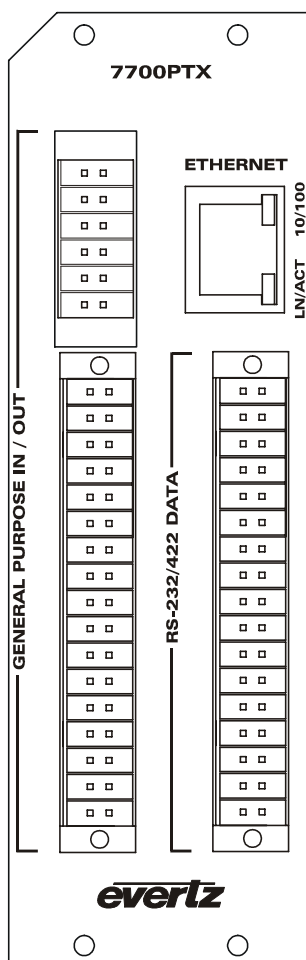 7700PTX
ETHERNET
10/100
LN/ACT
GENERAL PURPOSE IN / OUT
RS-232/422 DATA
evertz